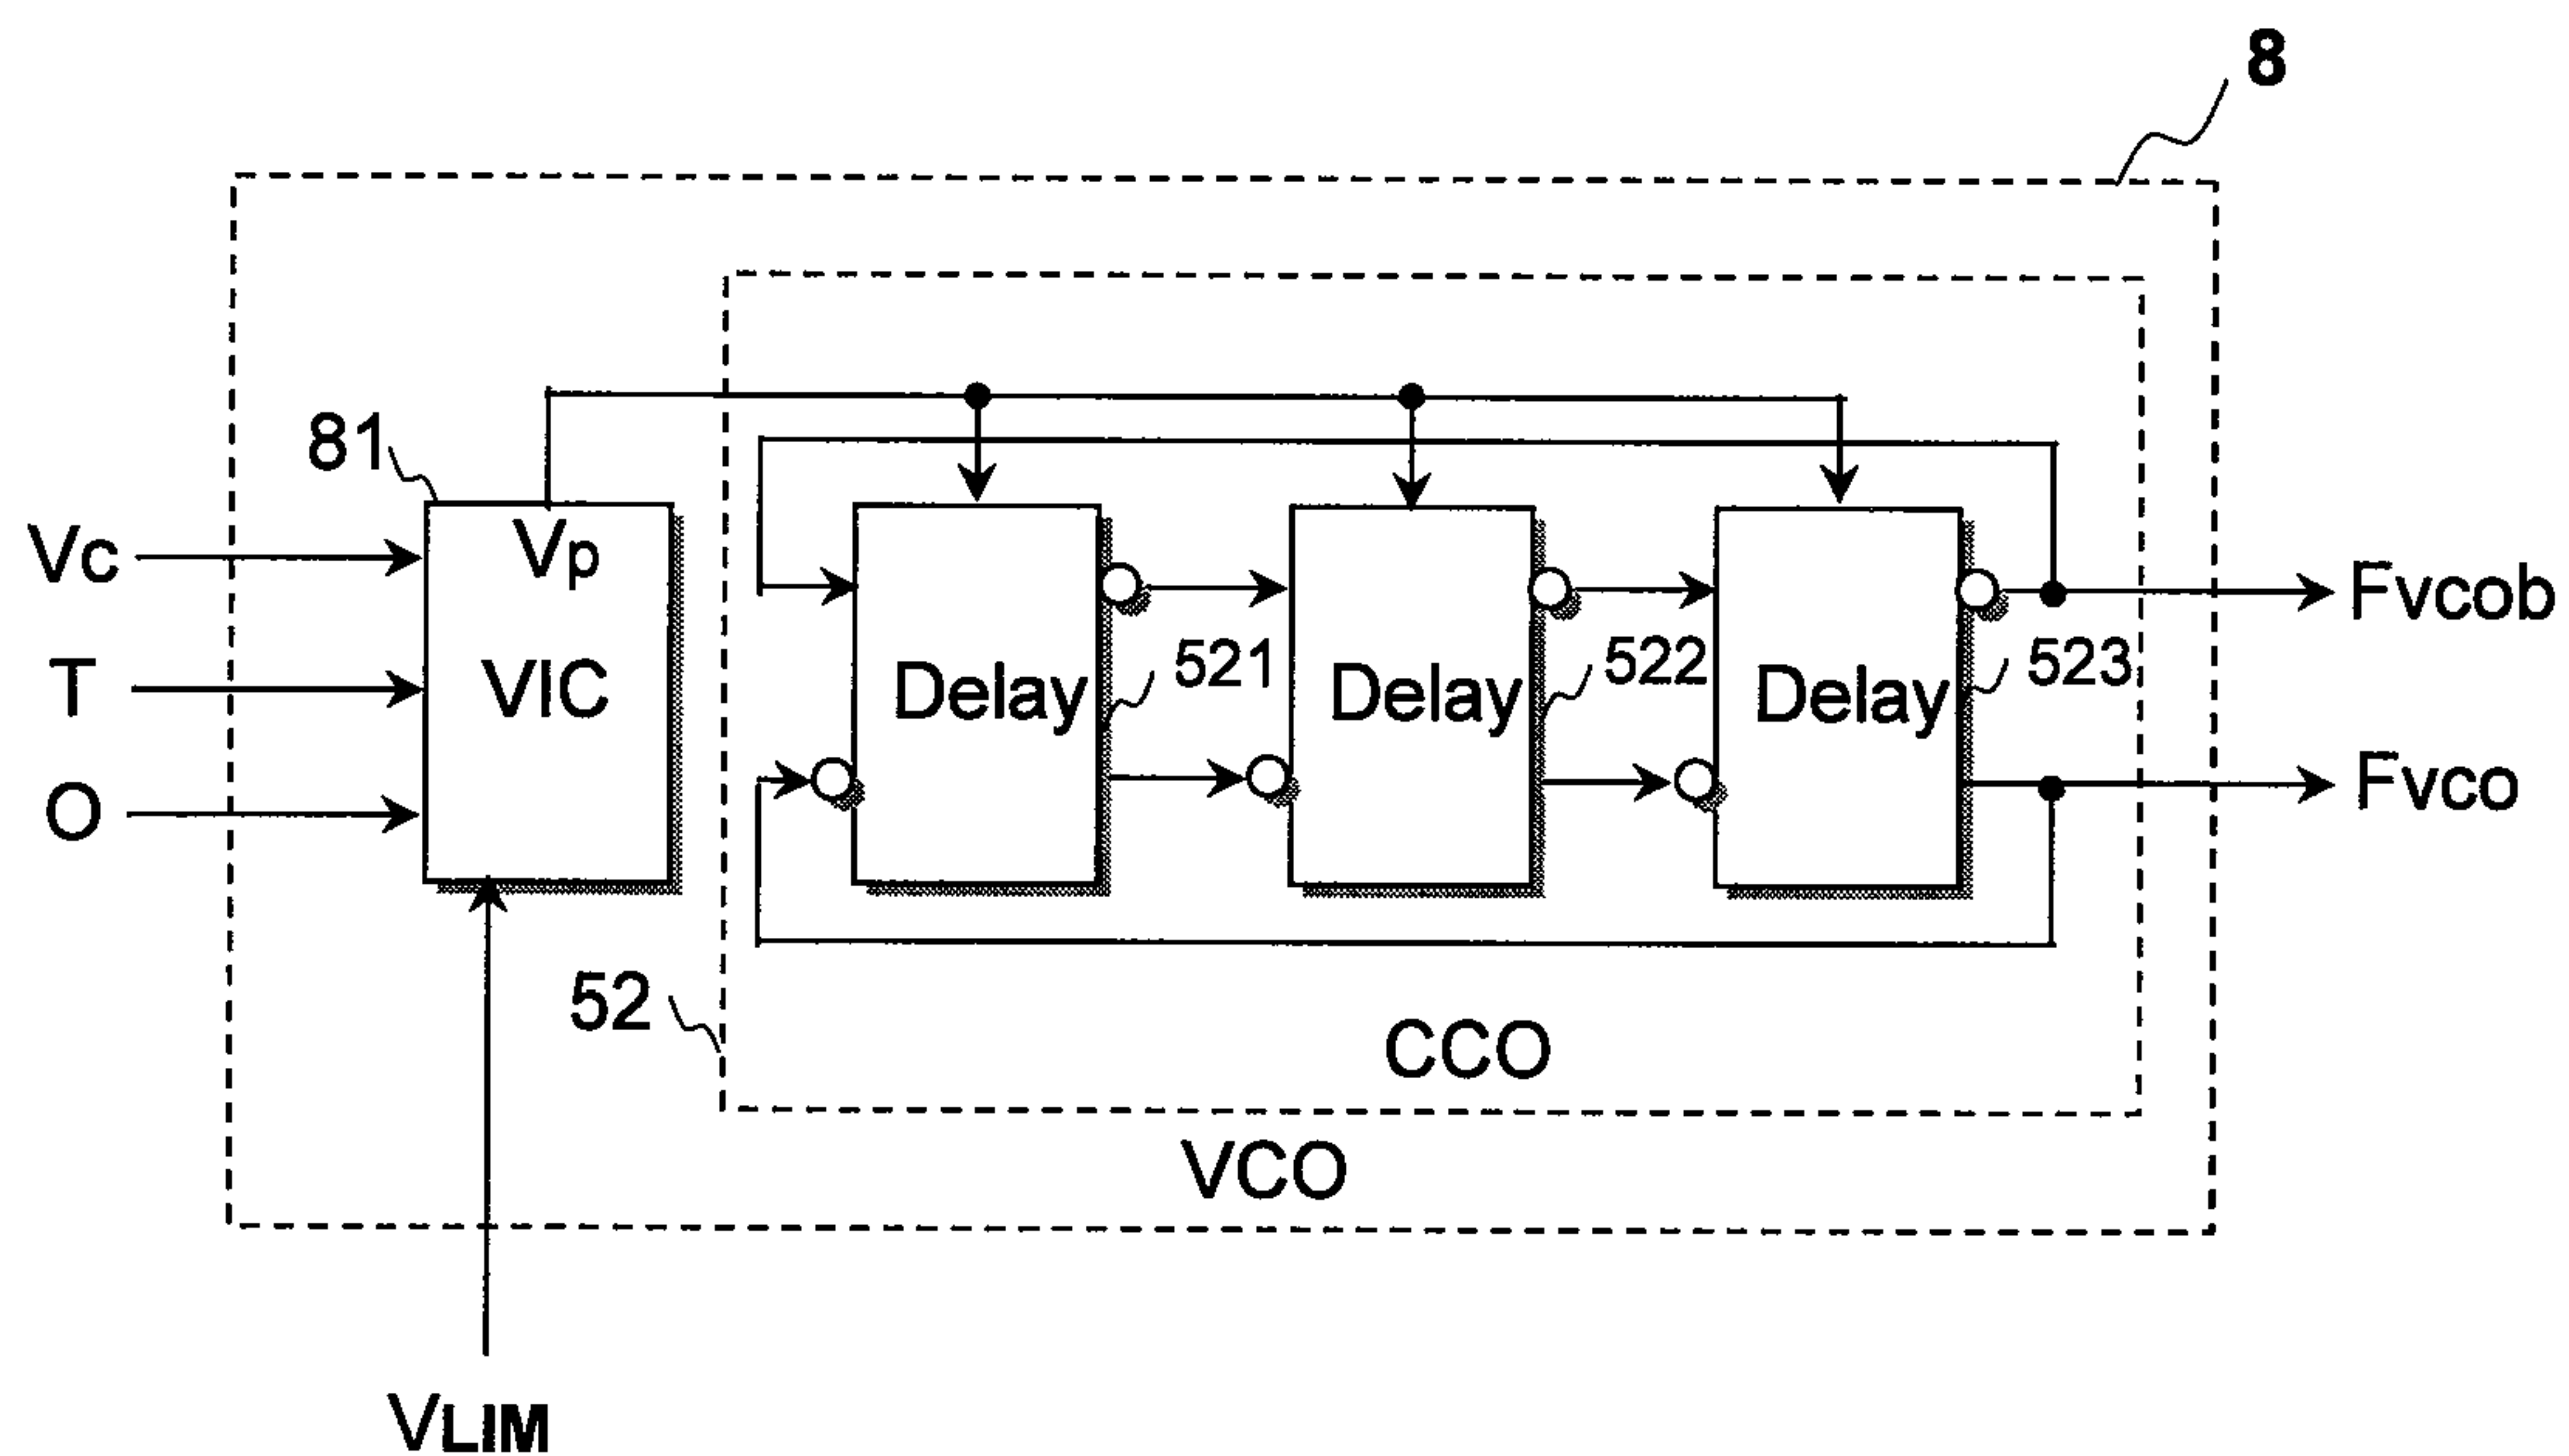 8
81
Vc
Vp
Fvcob
T
VIC
Delay
521
Delay
522
Delay
523
O
Fvco
52
CCO
VCO
VLIM